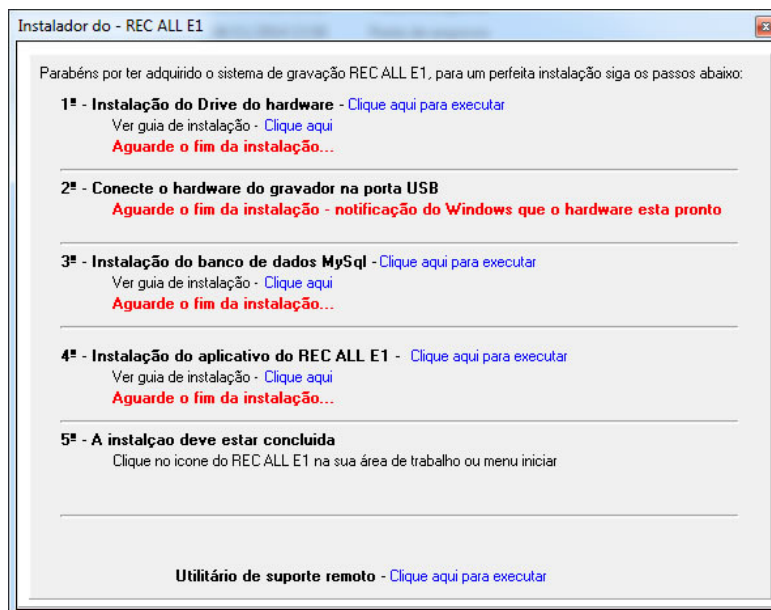 Instalador do - REC ALL E1
Parabéns por ter adquirido o sistema de gravação REC ALL E1, para um perfeita instalação siga os passos abaixo:
1ª - Instalação do Drive do hardware - Clique aqui para executar
Ver guia de instalação - Clique aqui
Aguarde o fim da instalação...
2ª - Conecte o hardware do gravador na porta USB
Aguarde o fim da instalação - notificação do Windows que o hardware esta pronto
3ª - Instalação do banco de dados MySql - Clique aqui para executar
Ver guia de instalação - Clique aqui
Aguarde o fim da instalação...
4ª - Instalação do aplicativo do REC ALL E1 - Clique aqui para executar
Ver guia de instalação - Clique aqui
Aguarde o fim da instalação...
5ª - A instalçao deve estar concluida
Clique no icone do REC ALL E1 na sua área de trabalho ou menu iniciar
Utilitário de suporte remoto - Clique aqui para executar